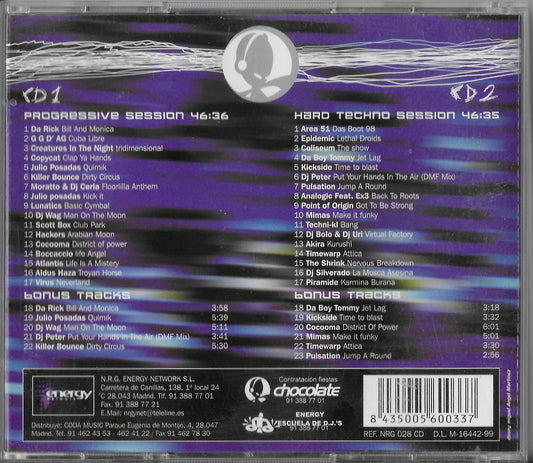 CD1
CD2
PROGRESSIVE SESSION 46:36
1 Da Rick Bill And Monica
2 G G D' AG Cuba Libre
3 Creatures In The Night tridimensional
4 Copycat Clap Ya Hands
5 Julio Posadas Quimik
6 Killer Bounce Dirty Circus
7 Moratto & Dj Cerla Floorilla Anthem
8 Julio posadas Kick it
9 Lunatics Basic Cymbal
10 Dj Wag Man On The Moon
11 Scott Box Club Park
12 Hackers Arabian Moon
13 Cocooma District of power
14 Boccaccio life Angel
15 Atlantis Life Is A Mistery
16 Aldus Haza Troyan Horse
17 Virus Neverland
BONUS TRACKS
18 Da Rick Bill And Monica 3:58
19 Julio Posadas Quimik 5:39
20 Dj Wag Man On The Moon 5:11
21 Dj Peter Put Your Hands In The Air (DMF Mix) 3:41
22 Killer Bounce Dirty Circus 5:30
HARD TECHNO SESSION 46:35
1 Area 51 Das Boot 98
2 Epidemic Lethal Droids
3 Coliseum The show
4 Da Boy Tommy Jet Lag
5 Kickside Time to blast
6 Dj Peter Put Your Hands In The Air (DMF Mix)
7 Pulsation Jump A Round
8 Analogic Feat. Ex3 Back To Roots
9 Point of Origin Got To Be Strong
10 Mimas Make it funky
11 Techni-kl Bang
12 Dj Bolo & Dj Uri Virtual Factory
13 Akira Kurushi
14 Timewarp Attica
15 The Shrink Nervous Breakdown
16 Dj Silverado La Mosca Asesina
17 Piramide Karmina Burana
BONUS TRACKS
18 Da Boy Tommy Jet Lag 3:18
19 Kickside Time to blast 3:32
20 Cocooma District Of Power 6:01
21 Mimas Make it funky 5:01
22 Timewarp Attica 3:30
23 Pulsation Jump A Round 2:56
energy
N.R.G. ENERGY NETWORK S.L.
Carretera de Canillas, 138, 1º local 24
C 28.043 Madrid. Tf. 91 388 77 01
Fax. 91 388 77 21
E.Mail: nrgynet@teleline.es
Distribuye: CODA MUSIC Parque Eugenia de Montijo, 40, 28.047
Madrid. Tel. 91 462 43 53 - 462 41 22 / Fax 91 462 78 30
Contratación fiestas
chocolate
91 388 77 01
ENERGY
ESCUELA DE D.J.'S
91 388 77 01
8 435005 600337
REF. NRG 028 CD D.L. M-16442-99